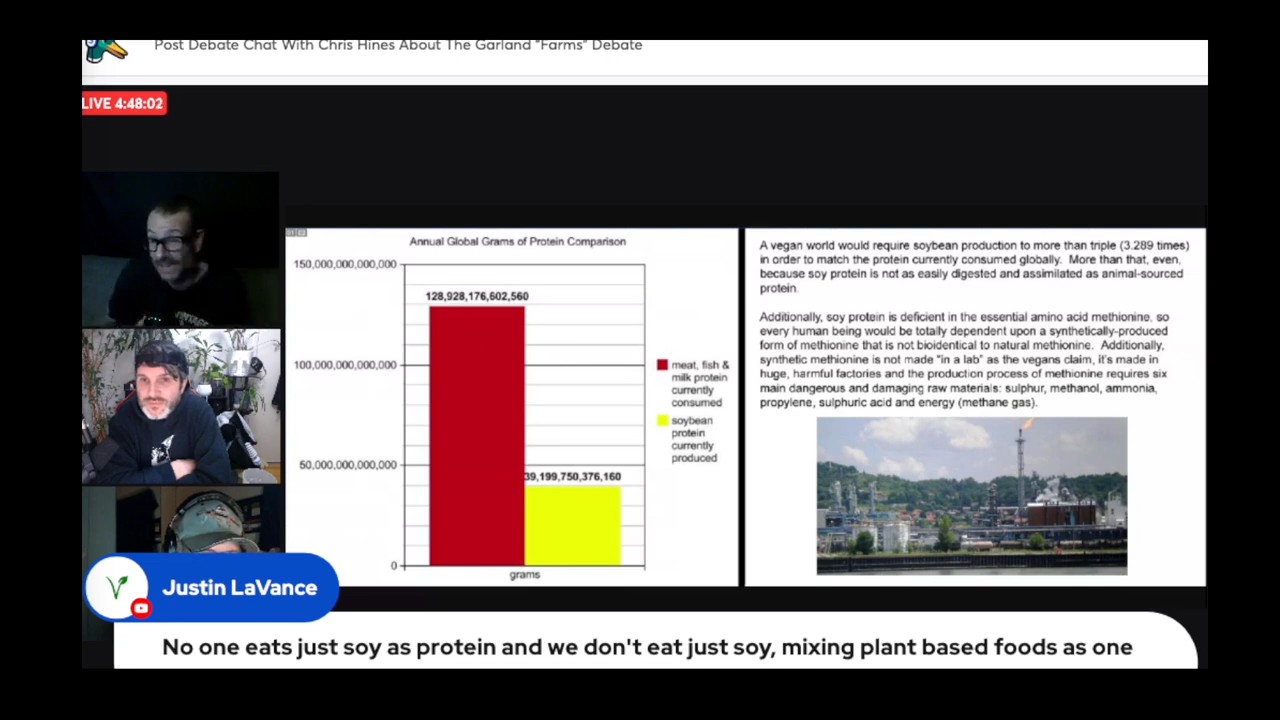 Post Debate Chat With Chris Hines About The Garland "Farms" Debate
LIVE 4:48:02
Annual Global Grams of Protein Comparison
150,000,000,000,000
128,928,176,602,560
100,000,000,000,000
50,000,000,000,000
39,199,750,376,160
0
grams
meat, fish &
milk protein
currently
consumed
soybean
protein
currently
produced
A vegan world would require soybean production to more than triple (3.289 times)
in order to match the protein currently consumed globally. More than that, even,
because soy protein is not as easily digested and assimilated as animal-sourced
protein.
Additionally, soy protein is deficient in the essential amino acid methionine, so
every human being would be totally dependent upon a synthetically-produced
form of methionine that is not bioidentical to natural methionine. Additionally,
synthetic methionine is not made "in a lab" as the vegans claim, it's made in
huge, harmful factories and the production process of methionine requires six
main dangerous and damaging raw materials: sulphur, methanol, ammonia,
propylene, sulphuric acid and energy (methane gas).
Justin LaVance
No one eats just soy as protein and we don't eat just soy, mixing plant based foods as one